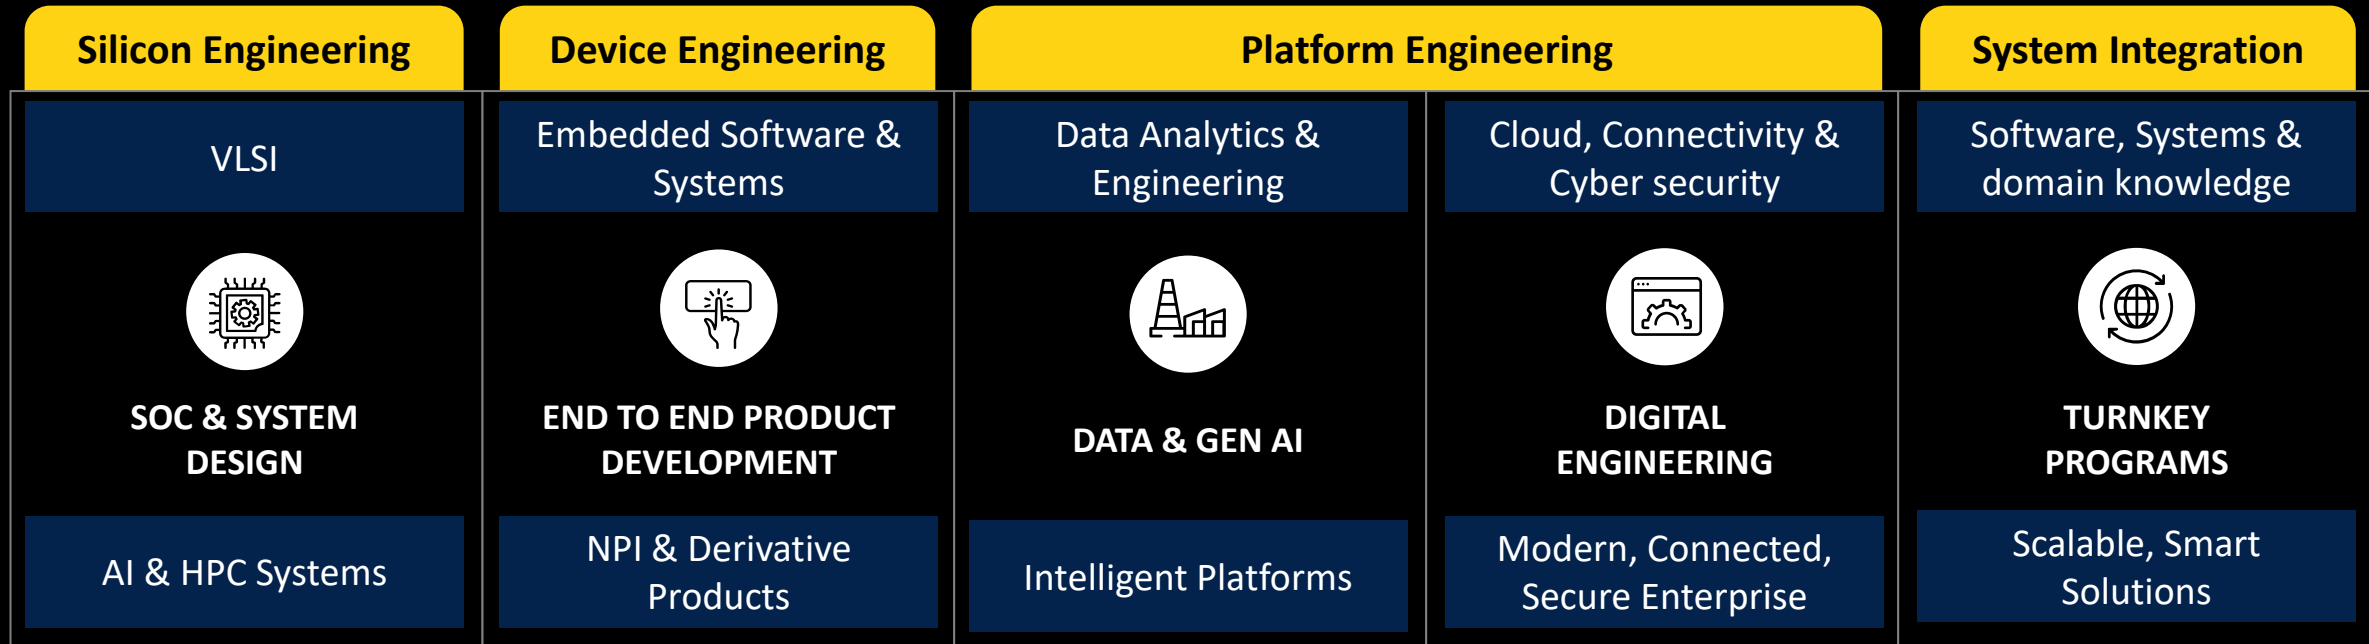 Silicon Engineering
Device Engineering
Platform Engineering
System Integration
VLSI
Embedded Software &
Systems
Data Analytics &
Engineering
Cloud, Connectivity &
Cyber security
Software, Systems &
domain knowledge
SOC & SYSTEM
DESIGN
END TO END PRODUCT
DEVELOPMENT
DATA & GEN AI
DIGITAL
ENGINEERING
TURNKEY
PROGRAMS
AI & HPC Systems
NPI & Derivative
Products
Intelligent Platforms
Modern, Connected,
Secure Enterprise
Scalable, Smart
Solutions